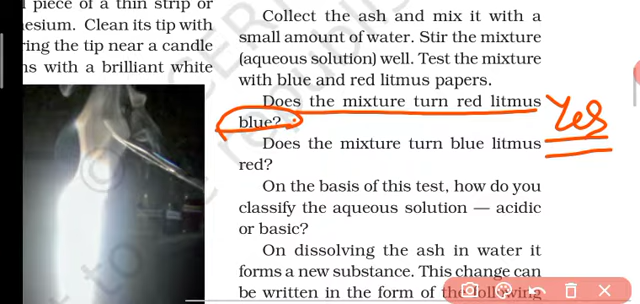 piece of a thin strip or
esium. Clean its tip with
ring the tip near a candle
ns with a brilliant white
Collect the ash and mix it with a
small amount of water. Stir the mixture
(aqueous solution) well. Test the mixture
with blue and red litmus papers.
Does the mixture turn red litmus
blue?
Yes
Does the mixture turn blue litmus
red?
On the basis of this test, how do you
classify the aqueous solution — acidic
or basic?
On dissolving the ash in water it
forms a new substance. This change can
be written in the form of the following